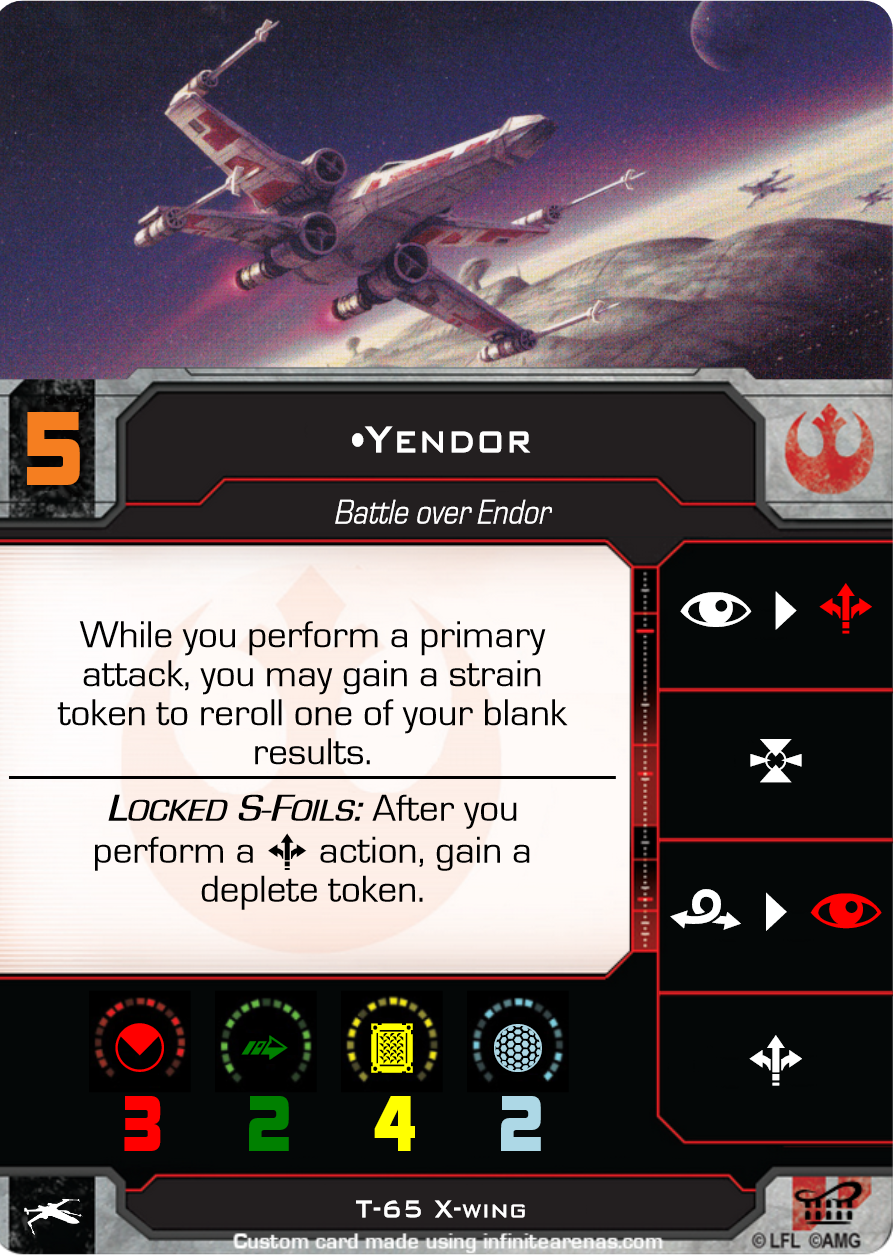 5
•Yendor
Battle over Endor
While you perform a primary
attack, you may gain a strain
token to reroll one of your blank
results.
Locked S-Foils: After you
perform a action, gain a
deplete token.
3 2 4 2
T-65 X-wing
Custom card made using infinitearenas.com
© LFL ©AMG